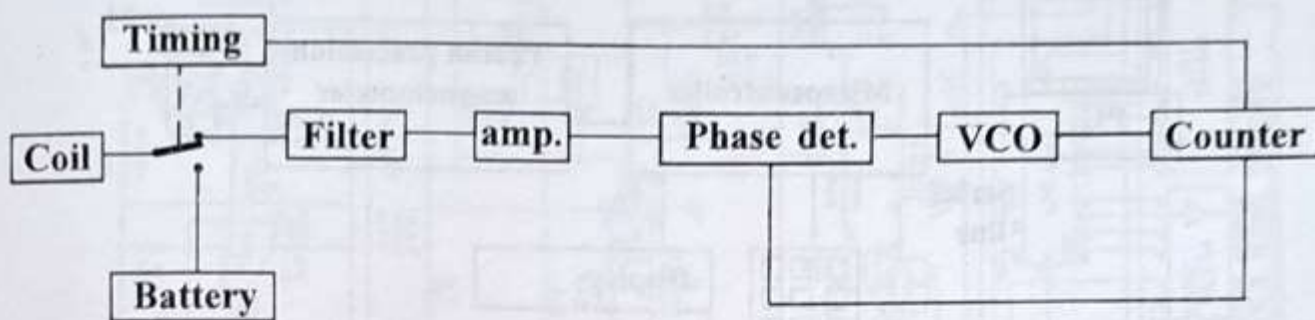 Timing
Coil
Filter
amp.
Phase det.
VCO
Counter
Battery